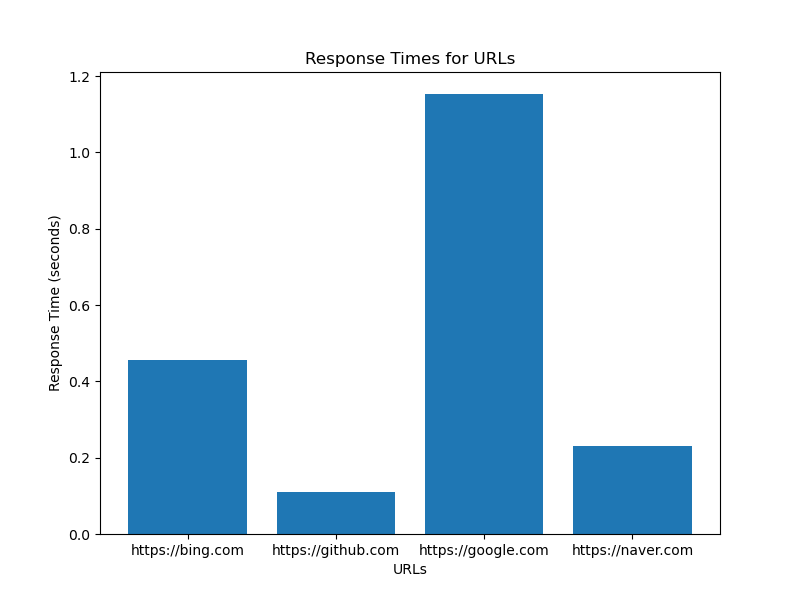 Response Times for URLs
1.2
1.0
0.8
0.6
0.4
0.2
0.0
Response Time (seconds)
https://bing.com
https://github.com
https://google.com
https://naver.com
URLs